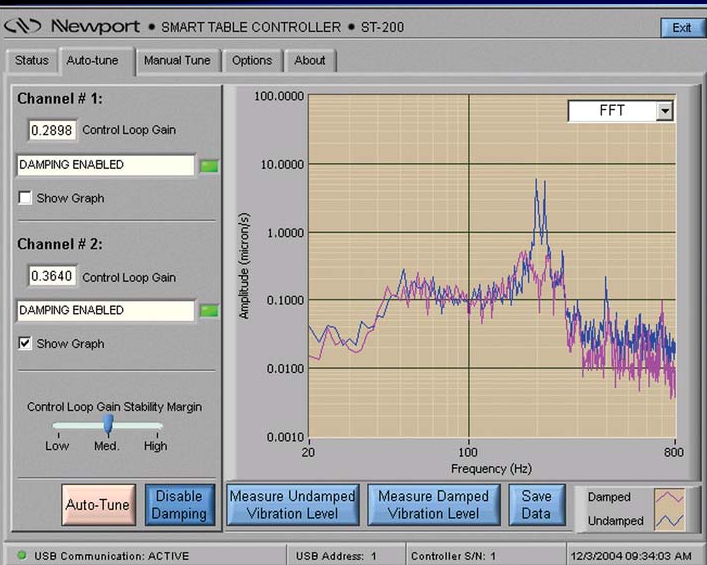 Newport • SMART TABLE CONTROLLER • ST-200
Exit
Status
Auto-tune
Manual Tune
Options
About
Channel # 1:
0.2898 Control Loop Gain
DAMPING ENABLED
Show Graph
Channel # 2:
0.3640 Control Loop Gain
DAMPING ENABLED
Show Graph
Control Loop Gain Stability Margin
Low Med. High
Auto-Tune
Disable
Damping
FFT
Amplitude (micron/s)
100.0000
10.0000
1.0000
0.1000
0.0100
0.0010
20 100 800
Frequency (Hz)
Measure Undamped
Vibration Level
Measure Damped
Vibration Level
Save
Data
Damped
Undamped
USB Communication: ACTIVE
USB Address: 1
Controller S/N: 1
12/3/2004 09:34:03 AM